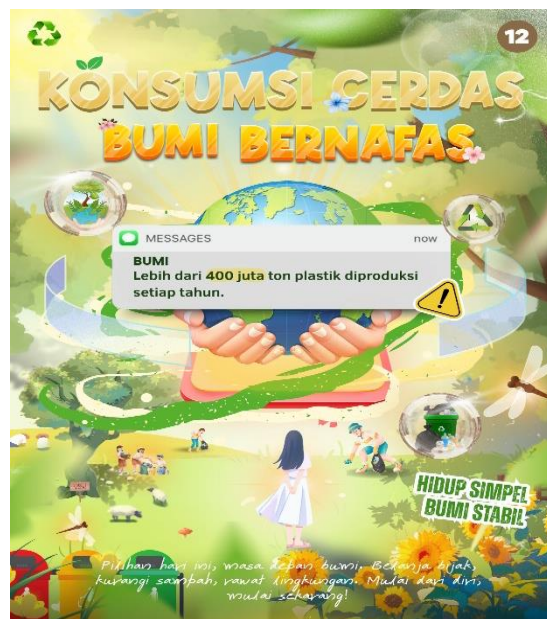 12
KONSUMSI CERDAS
BUMI BERNAFAS
MESSAGES now
BUMI
Lebih dari 400 juta ton plastik diproduksi
setiap tahun.
HIDUP SIMPEL
BUMI STABIL
Pilihan hari ini, masa depan bumi. Belanja bijak,
kurangi sampah, rawat lingkungan. Mulai dari diri,
mulai sekarang!